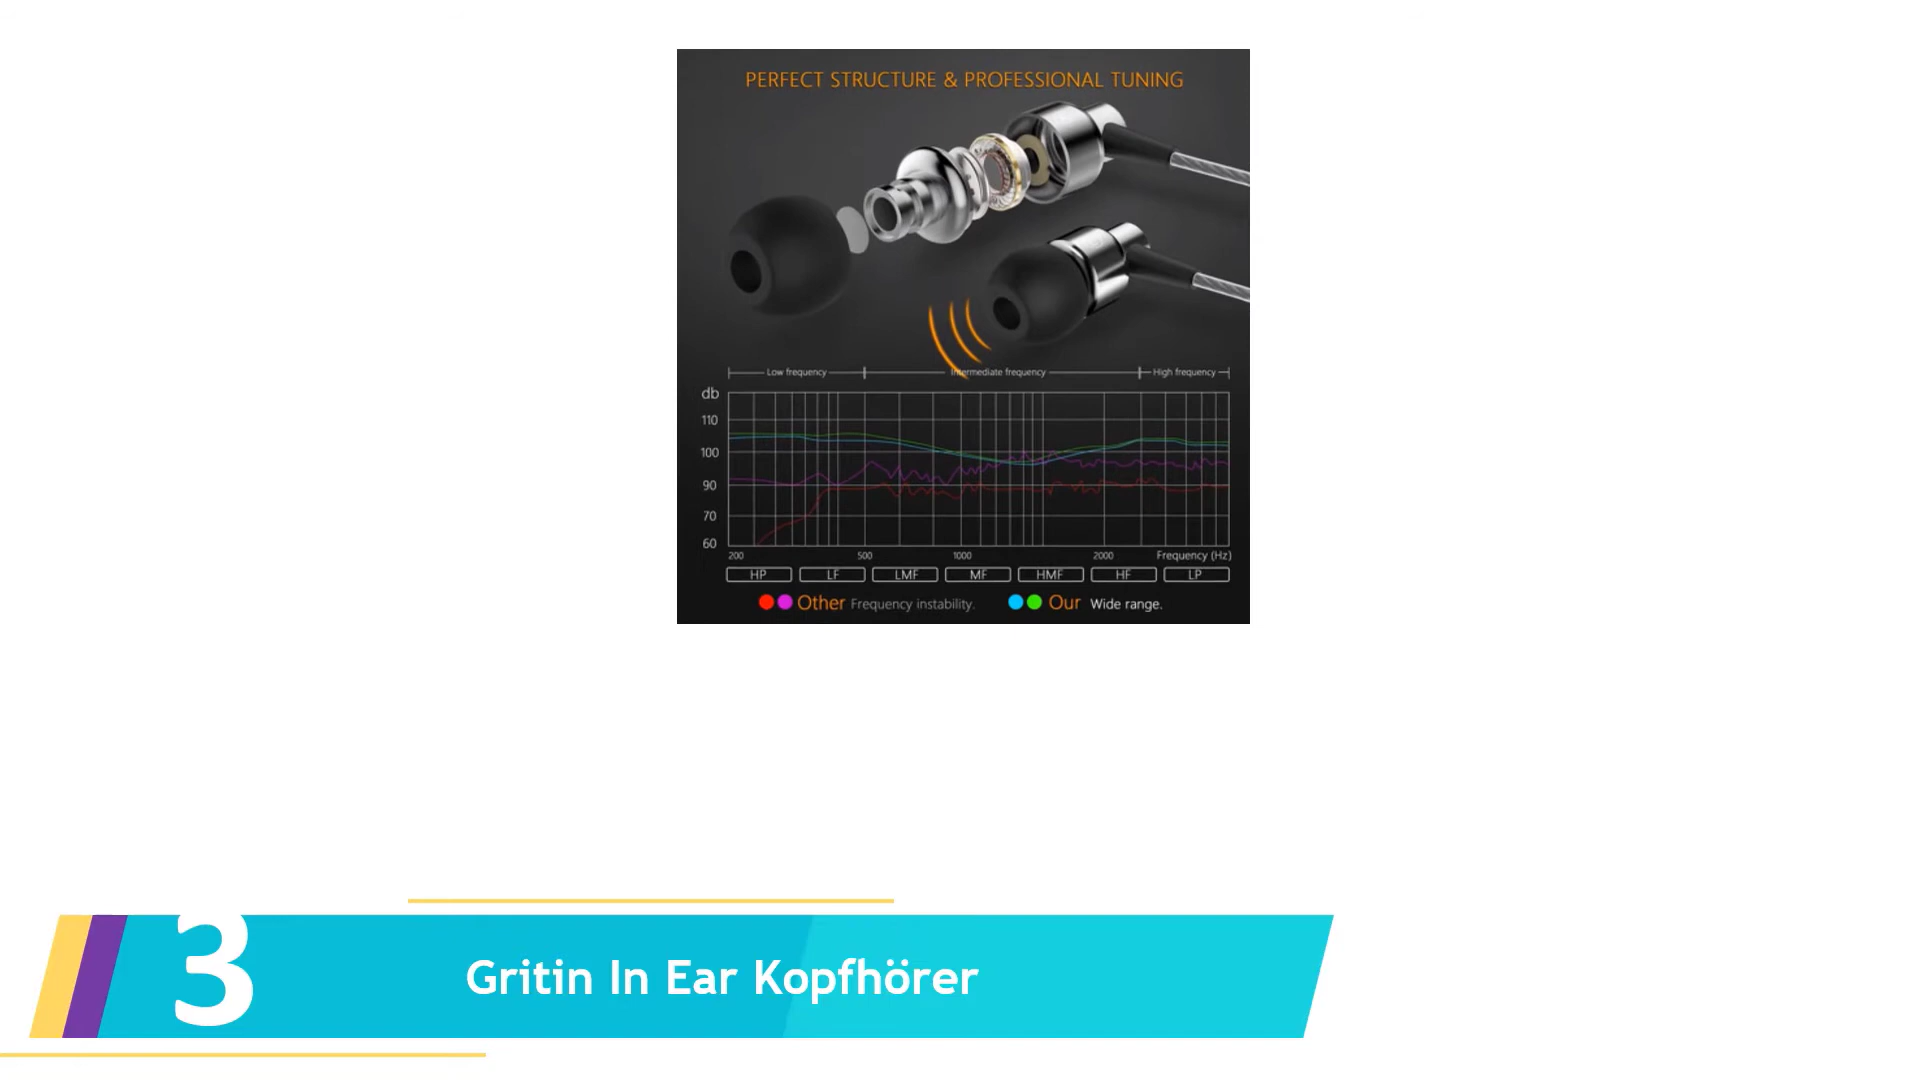 PERFECT STRUCTURE & PROFESSIONAL TUNING
Low frequency Intermediate frequency High frequency
db
110
100
90
70
60
200 500 1000 2000 Frequency (Hz)
HP LF LMF MF HMF HF LP
Other Frequency instability. Our Wide range.
3
Gritin In Ear Kopfhörer